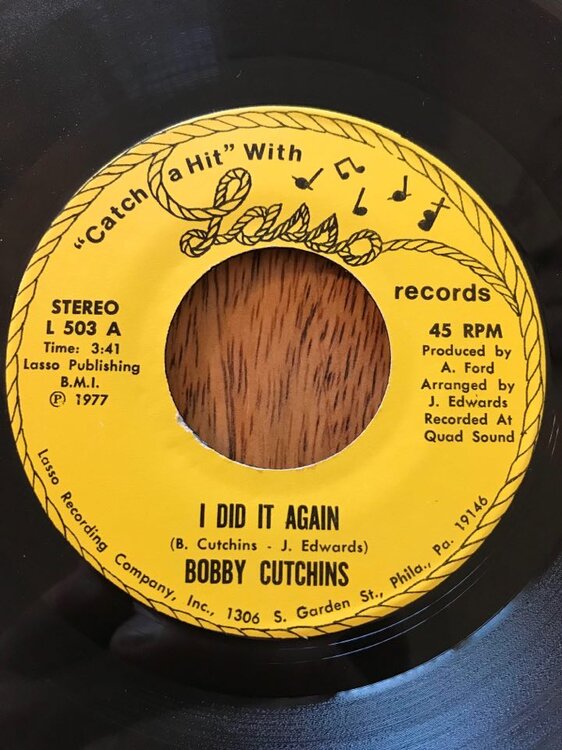 "Catch a Hit" With
Lasso
records
STEREO
L 503 A
Time: 3:41
Lasso Publishing
B.M.I.
℗ 1977
45 RPM
Produced by
A. Ford
Arranged by
J. Edwards
Recorded At
Quad Sound
I DID IT AGAIN
(B. Cutchins - J. Edwards)
BOBBY CUTCHINS
Lasso Recording Company, Inc., 1306 S. Garden St., Phila., Pa. 19146